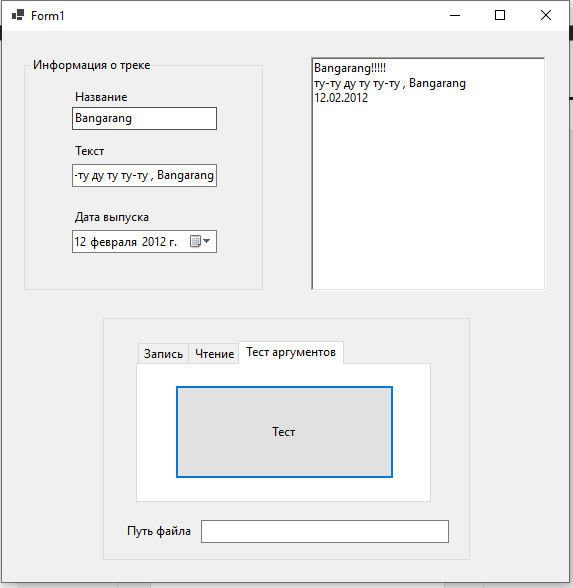 Form1
Информация о треке
Название
Bangarang
Текст
-ту ду ту ту-ту , Bangarang
Дата выпуска
12 февраля 2012 г.
Bangarang!!!!!
ту-ту ду ту ту-ту , Bangarang
12.02.2012
Запись Чтение Тест аргументов
Тест
Путь файла